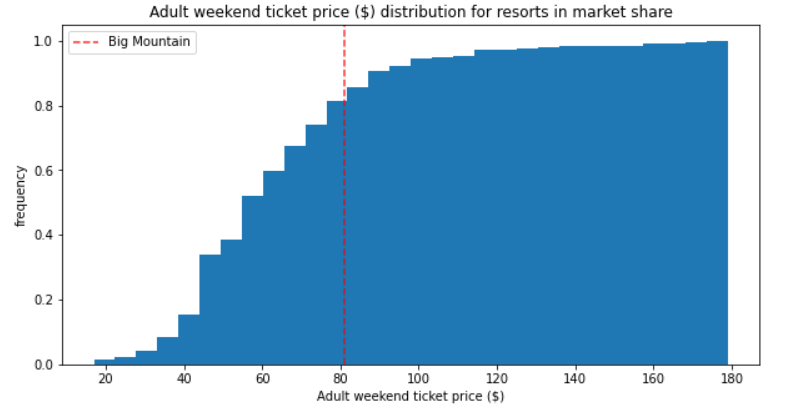 Adult weekend ticket price ($) distribution for resorts in market share
Big Mountain
1.0
0.8
0.6
0.4
0.2
0.0
frequency
20 40 60 80 100 120 140 160 180
Adult weekend ticket price ($)